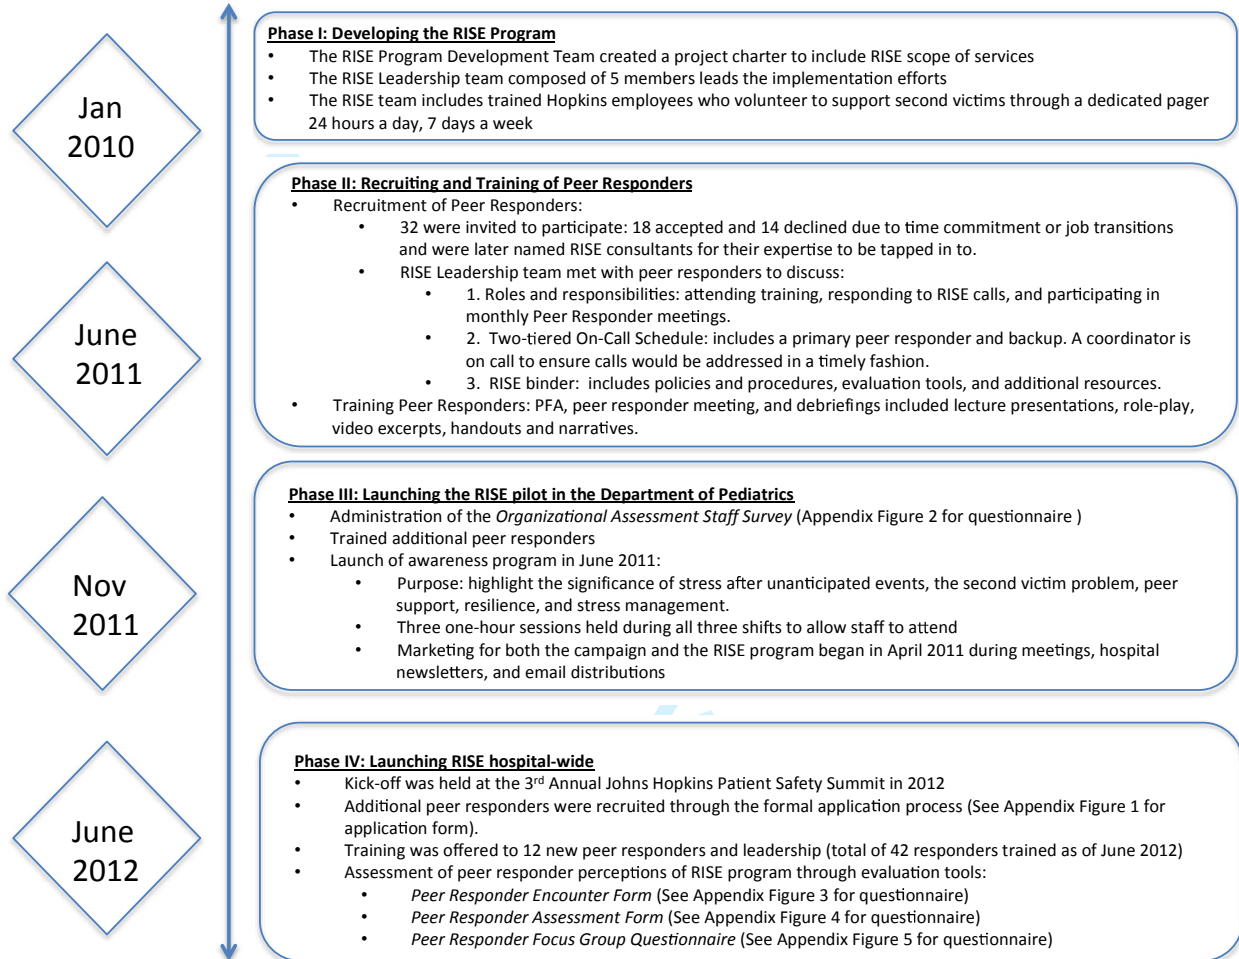 Jan
2010
Phase I: Developing the RISE Program
• The RISE Program Development Team created a project charter to include RISE scope of services
• The RISE Leadership team composed of 5 members leads the implementation efforts
• The RISE team includes trained Hopkins employees who volunteer to support second victims through a dedicated pager
24 hours a day, 7 days a week
June
2011
Phase II: Recruiting and Training of Peer Responders
• Recruitment of Peer Responders:
• 32 were invited to participate: 18 accepted and 14 declined due to time commitment or job transitions
and were later named RISE consultants for their expertise to be tapped in to.
• RISE Leadership team met with peer responders to discuss:
• 1. Roles and responsibilities: attending training, responding to RISE calls, and participating in
monthly Peer Responder meetings.
• 2. Two-tiered On-Call Schedule: includes a primary peer responder and backup. A coordinator is
on call to ensure calls would be addressed in a timely fashion.
• 3. RISE binder: includes policies and procedures, evaluation tools, and additional resources.
• Training Peer Responders: PFA, peer responder meeting, and debriefings included lecture presentations, role-play,
video excerpts, handouts and narratives.
Nov
2011
Phase III: Launching the RISE pilot in the Department of Pediatrics
• Administration of the Organizational Assessment Staff Survey (Appendix Figure 2 for questionnaire )
• Trained additional peer responders
• Launch of awareness program in June 2011:
• Purpose: highlight the significance of stress after unanticipated events, the second victim problem, peer
support, resilience, and stress management.
• Three one-hour sessions held during all three shifts to allow staff to attend
• Marketing for both the campaign and the RISE program began in April 2011 during meetings, hospital
newsletters, and email distributions
June
2012
Phase IV: Launching RISE hospital-wide
• Kick-off was held at the 3rd Annual Johns Hopkins Patient Safety Summit in 2012
• Additional peer responders were recruited through the formal application process (See Appendix Figure 1 for
application form).
• Training was offered to 12 new peer responders and leadership (total of 42 responders trained as of June 2012)
• Assessment of peer responder perceptions of RISE program through evaluation tools:
• Peer Responder Encounter Form (See Appendix Figure 3 for questionnaire)
• Peer Responder Assessment Form (See Appendix Figure 4 for questionnaire)
• Peer Responder Focus Group Questionnaire (See Appendix Figure 5 for questionnaire)